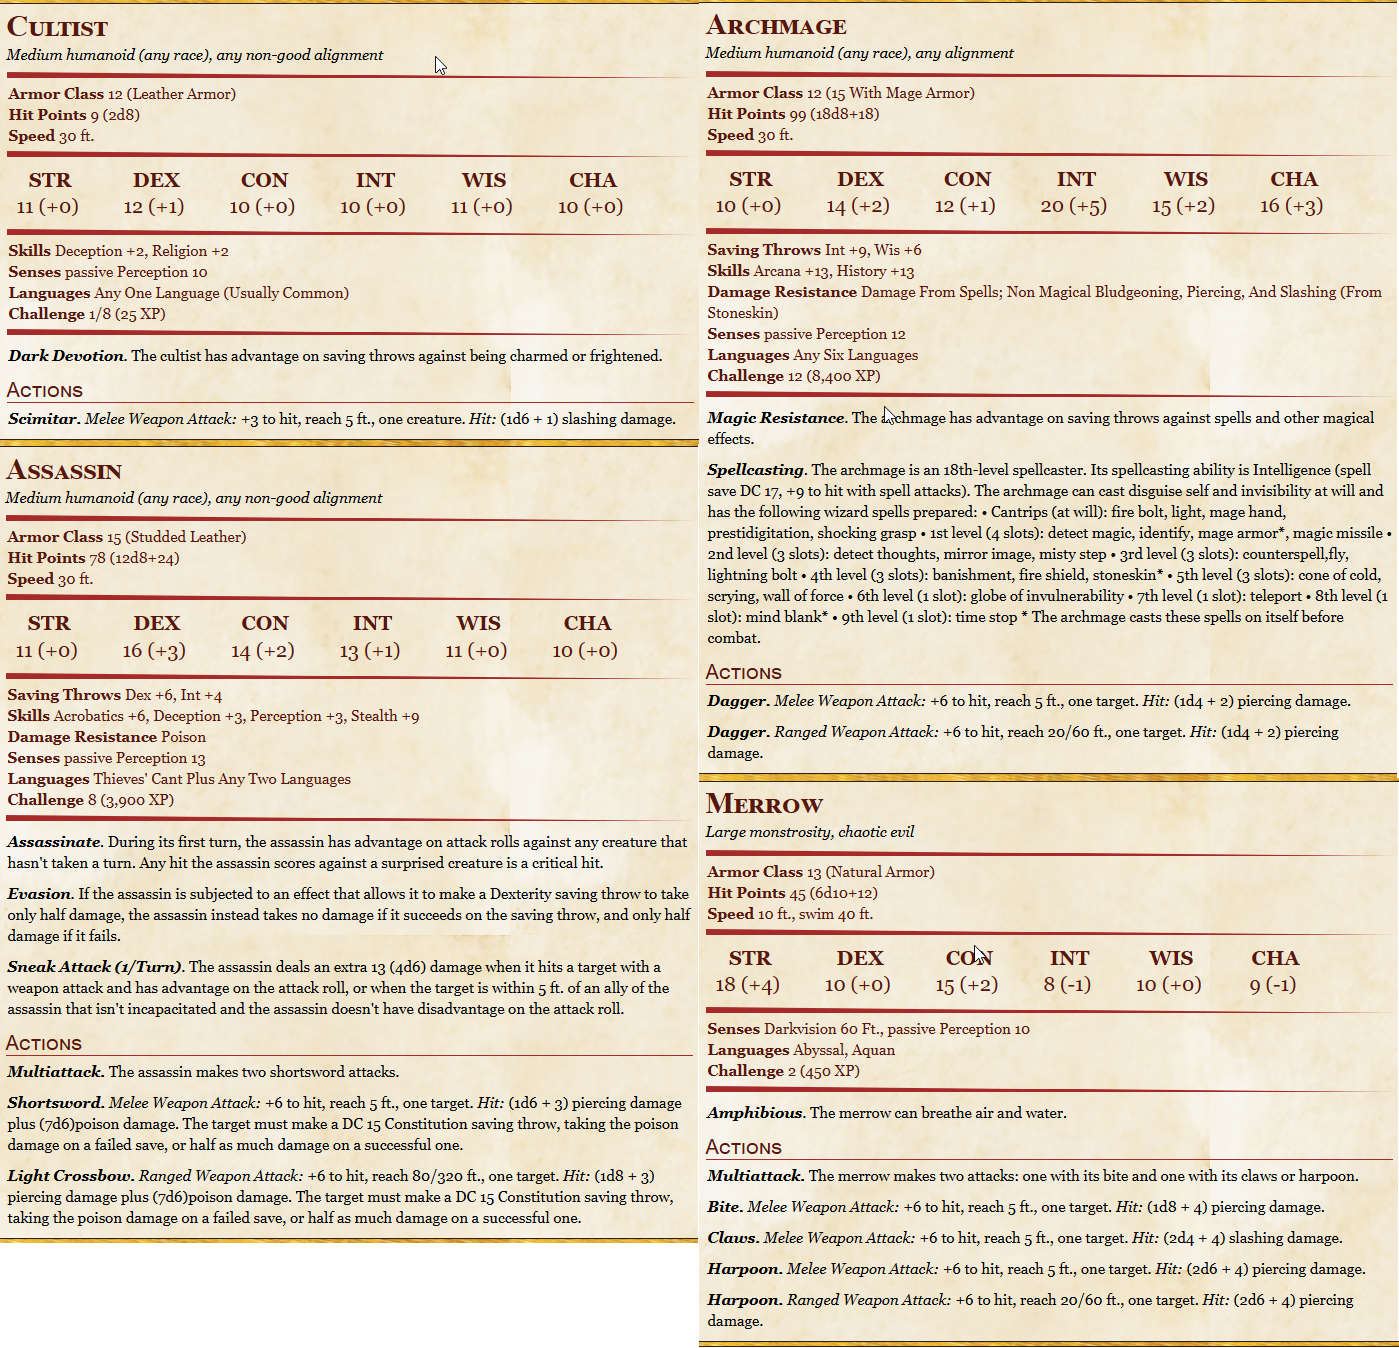 Cultist
Medium humanoid (any race), any non-good alignment
Armor Class 12 (Leather Armor)
Hit Points 9 (2d8)
Speed 30 ft.
STR DEX CON INT WIS CHA
11 (+0) 12 (+1) 10 (+0) 10 (+0) 11 (+0) 10 (+0)
Skills Deception +2, Religion +2
Senses passive Perception 10
Languages Any One Language (Usually Common)
Challenge 1/8 (25 XP)
Dark Devotion. The cultist has advantage on saving throws against being charmed or frightened.
Actions
Scimitar. Melee Weapon Attack: +3 to hit, reach 5 ft., one creature. Hit: (1d6 + 1) slashing damage.
Assassin
Medium humanoid (any race), any non-good alignment
Armor Class 15 (Studded Leather)
Hit Points 78 (12d8+24)
Speed 30 ft.
STR DEX CON INT WIS CHA
11 (+0) 16 (+3) 14 (+2) 13 (+1) 11 (+0) 10 (+0)
Saving Throws Dex +6, Int +4
Skills Acrobatics +6, Deception +3, Perception +3, Stealth +9
Damage Resistance Poison
Senses passive Perception 13
Languages Thieves' Cant Plus Any Two Languages
Challenge 8 (3,900 XP)
Assassinate. During its first turn, the assassin has advantage on attack rolls against any creature that
hasn't taken a turn. Any hit the assassin scores against a surprised creature is a critical hit.
Evasion. If the assassin is subjected to an effect that allows it to make a Dexterity saving throw to take
only half damage, the assassin instead takes no damage if it succeeds on the saving throw, and only half
damage if it fails.
Sneak Attack (1/Turn). The assassin deals an extra 13 (4d6) damage when it hits a target with a
weapon attack and has advantage on the attack roll, or when the target is within 5 ft. of an ally of the
assassin that isn't incapacitated and the assassin doesn't have disadvantage on the attack roll.
Actions
Multiattack. The assassin makes two shortsword attacks.
Shortsword. Melee Weapon Attack: +6 to hit, reach 5 ft., one target. Hit: (1d6 + 3) piercing damage
plus (7d6)poison damage. The target must make a DC 15 Constitution saving throw, taking the poison
damage on a failed save, or half as much damage on a successful one.
Light Crossbow. Ranged Weapon Attack: +6 to hit, reach 80/320 ft., one target. Hit: (1d8 + 3)
piercing damage plus (7d6)poison damage. The target must make a DC 15 Constitution saving throw,
taking the poison damage on a failed save, or half as much damage on a successful one.
Archmage
Medium humanoid (any race), any alignment
Armor Class 12 (15 With Mage Armor)
Hit Points 99 (18d8+18)
Speed 30 ft.
STR DEX CON INT WIS CHA
10 (+0) 14 (+2) 12 (+1) 20 (+5) 15 (+2) 16 (+3)
Saving Throws Int +9, Wis +6
Skills Arcana +13, History +13
Damage Resistance Damage From Spells; Non Magical Bludgeoning, Piercing, And Slashing (From
Stoneskin)
Senses passive Perception 12
Languages Any Six Languages
Challenge 12 (8,400 XP)
Magic Resistance. The archmage has advantage on saving throws against spells and other magical
effects.
Spellcasting. The archmage is an 18th-level spellcaster. Its spellcasting ability is Intelligence (spell
save DC 17, +9 to hit with spell attacks). The archmage can cast disguise self and invisibility at will and
has the following wizard spells prepared: • Cantrips (at will): fire bolt, light, mage hand,
prestidigitation, shocking grasp • 1st level (4 slots): detect magic, identify, mage armor*, magic missile •
2nd level (3 slots): detect thoughts, mirror image, misty step • 3rd level (3 slots): counterspell,fly,
lightning bolt • 4th level (3 slots): banishment, fire shield, stoneskin* • 5th level (3 slots): cone of cold,
scrying, wall of force • 6th level (1 slot): globe of invulnerability • 7th level (1 slot): teleport • 8th level (1
slot): mind blank* • 9th level (1 slot): time stop * The archmage casts these spells on itself before
combat.
Actions
Dagger. Melee Weapon Attack: +6 to hit, reach 5 ft., one target. Hit: (1d4 + 2) piercing damage.
Dagger. Ranged Weapon Attack: +6 to hit, reach 20/60 ft., one target. Hit: (1d4 + 2) piercing
damage.
Merrow
Large monstrosity, chaotic evil
Armor Class 13 (Natural Armor)
Hit Points 45 (6d10+12)
Speed 10 ft., swim 40 ft.
STR DEX CON INT WIS CHA
18 (+4) 10 (+0) 15 (+2) 8 (-1) 10 (+0) 9 (-1)
Senses Darkvision 60 Ft., passive Perception 10
Languages Abyssal, Aquan
Challenge 2 (450 XP)
Amphibious. The merrow can breathe air and water.
Actions
Multiattack. The merrow makes two attacks: one with its bite and one with its claws or harpoon.
Bite. Melee Weapon Attack: +6 to hit, reach 5 ft., one target. Hit: (1d8 + 4) piercing damage.
Claws. Melee Weapon Attack: +6 to hit, reach 5 ft., one target. Hit: (2d4 + 4) slashing damage.
Harpoon. Melee Weapon Attack: +6 to hit, reach 5 ft., one target. Hit: (2d6 + 4) piercing damage.
Harpoon. Ranged Weapon Attack: +6 to hit, reach 20/60 ft., one target. Hit: (2d6 + 4) piercing
damage.